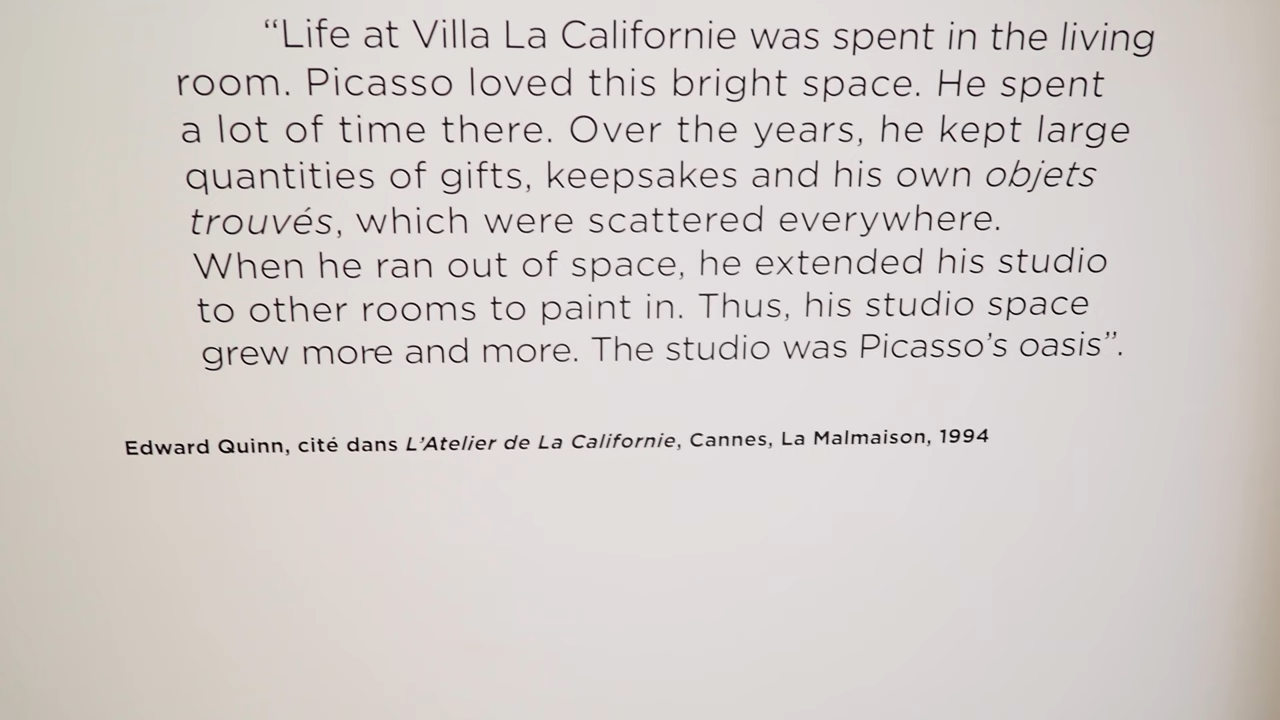 “Life at Villa La Californie was spent in the living
room. Picasso loved this bright space. He spent
a lot of time there. Over the years, he kept large
quantities of gifts, keepsakes and his own objets
trouvés, which were scattered everywhere.
When he ran out of space, he extended his studio
to other rooms to paint in. Thus, his studio space
grew more and more. The studio was Picasso’s oasis”.
Edward Quinn, cité dans L’Atelier de La Californie, Cannes, La Malmaison, 1994